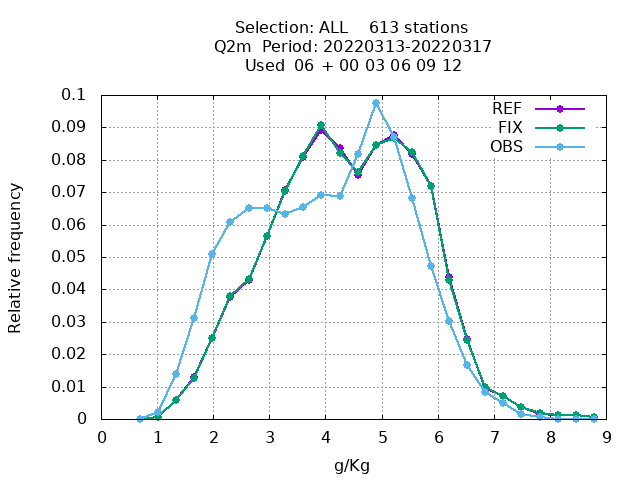 Selection: ALL    613 stations
Q2m  Period: 20220313-20220317
Used  06 + 00 03 06 09 12
REF
FIX
OBS
0.1
0.09
0.08
0.07
0.06
0.05
0.04
0.03
0.02
0.01
0
Relative frequency
0 1 2 3 4 5 6 7 8 9
g/Kg